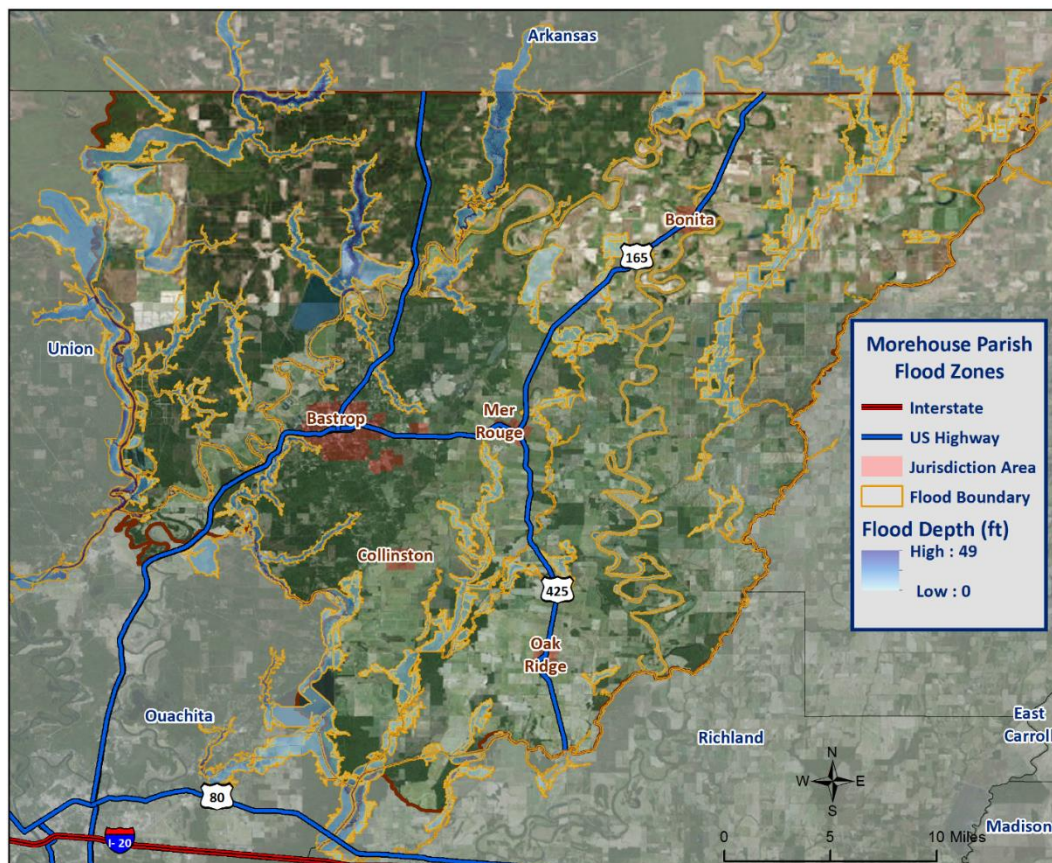 Arkansas
Bonita
165
Union
Morehouse Parish
Flood Zones
Interstate
US Highway
Jurisdiction Area
Flood Boundary
Flood Depth (ft)
High : 49
Low : 0
Bastrop
Mer
Rouge
Collinston
425
Oak
Ridge
Ouachita
Richland
East
Carroll
N
W E
S
80
I- 20
Madison
0 5 10 Miles